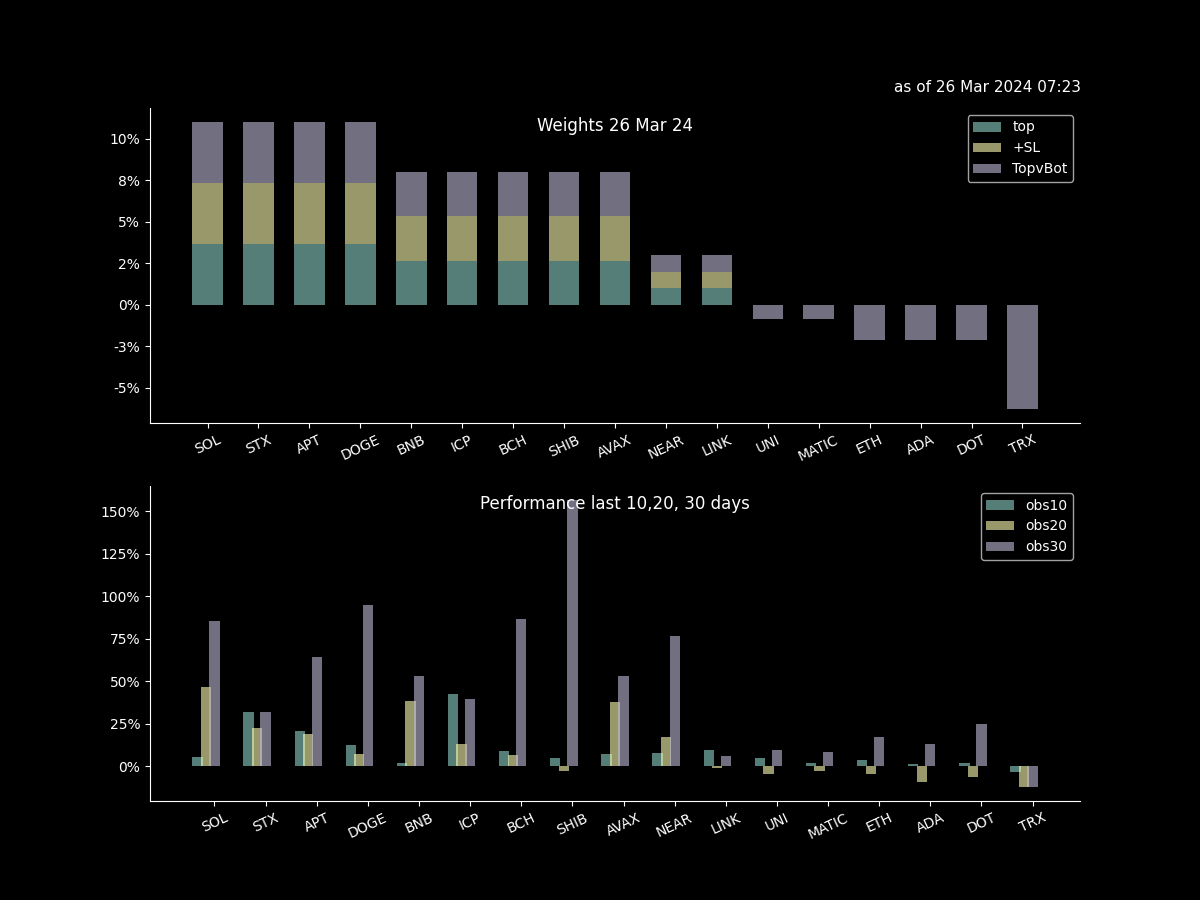 as of 26 Mar 2024 07:23
Weights 26 Mar 24
top
+SL
TopvBot
10%
8%
5%
2%
0%
-3%
-5%
SOL STX APT DOGE BNB ICP BCH SHIB AVAX NEAR LINK UNI MATIC ETH ADA DOT TRX
Performance last 10,20, 30 days
obs10
obs20
obs30
150%
125%
100%
75%
50%
25%
0%
SOL STX APT DOGE BNB ICP BCH SHIB AVAX NEAR LINK UNI MATIC ETH ADA DOT TRX